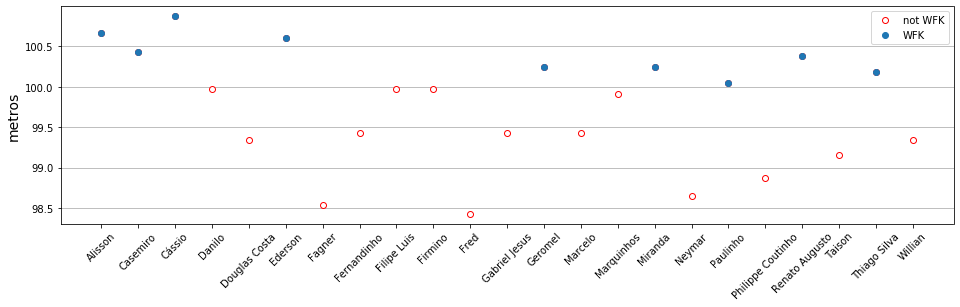 not WFK
WFK
metros
100.5
100.0
99.5
99.0
98.5
Alisson
Casemiro
Cássio
Danilo
Douglas Costa
Ederson
Fagner
Fernandinho
Filipe Luis
Firmino
Fred
Gabriel Jesus
Geromel
Marcelo
Marquinhos
Miranda
Neymar
Paulinho
Philippe Coutinho
Renato Augusto
Taison
Thiago Silva
Willian